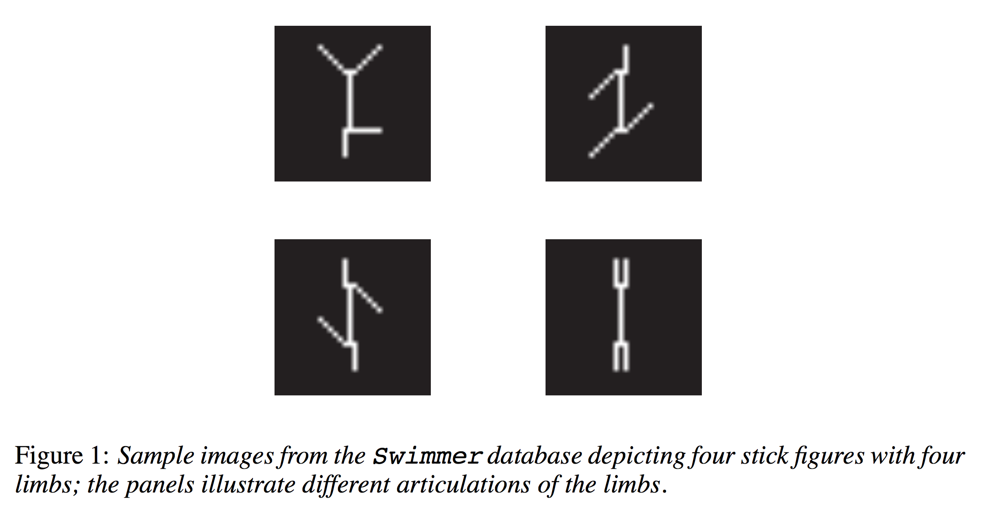 Figure 1: Sample images from the Swimmer database depicting four stick figures with four
limbs; the panels illustrate different articulations of the limbs.